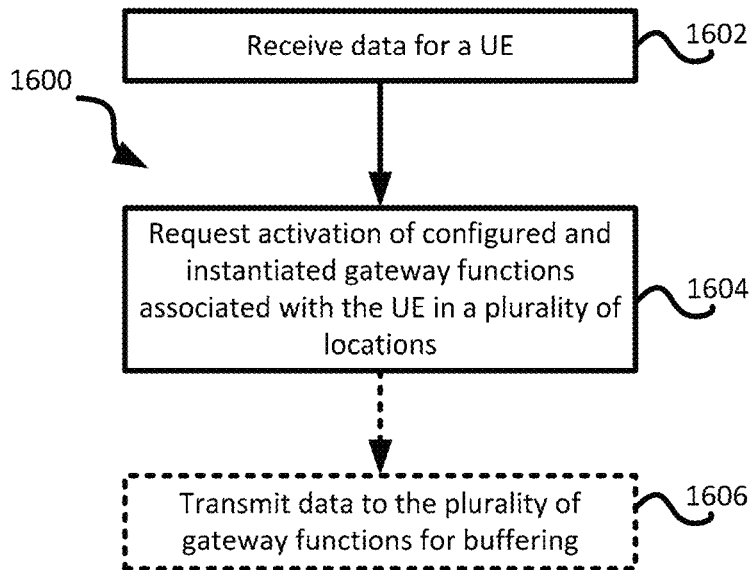 Receive data for a UE
1602
1600
Request activation of configured and
instantiated gateway functions
associated with the UE in a plurality of
locations
1604
Transmit data to the plurality of
gateway functions for buffering
1606